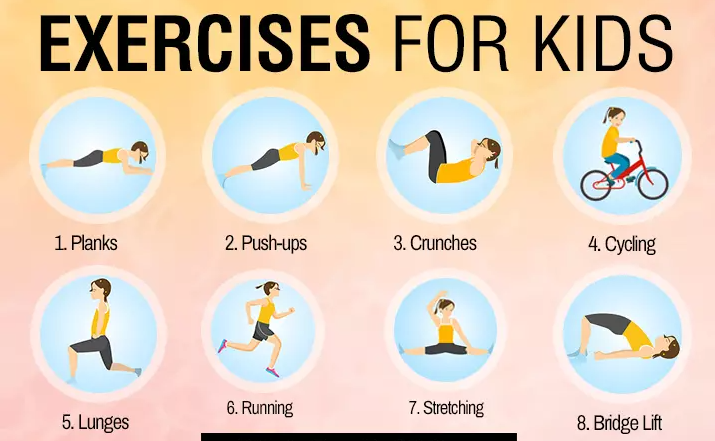 EXERCISES FOR KIDS
1. Planks
2. Push-ups
3. Crunches
4. Cycling
5. Lunges
6. Running
7. Stretching
8. Bridge Lift